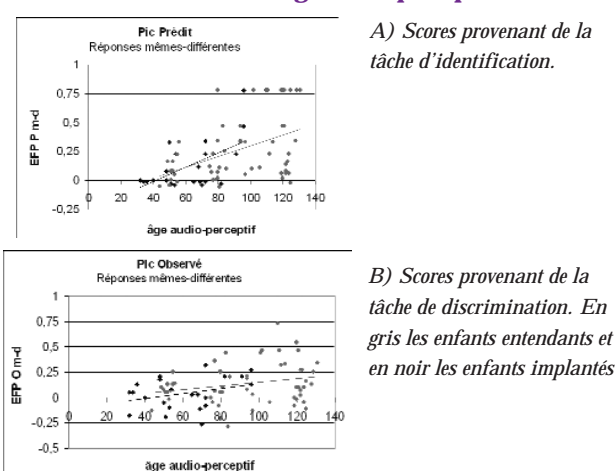 Pic Prédit
Réponses mêmes-différentes
1
0,75
0,5
0,25
0
-0,25
EFP P m-d
0 20 40 60 80 100 120 140
âge audio-perceptif
A) Scores provenant de la
tâche d'identification.
Pic Observé
Réponses mêmes-différentes
1
0,75
0,5
0,25
0
-0,25
-0,5
EFP O m-d
0 20 40 60 80 100 120 140
âge audio-perceptif
B) Scores provenant de la
tâche de discrimination. En
gris les enfants entendants et
en noir les enfants implantés